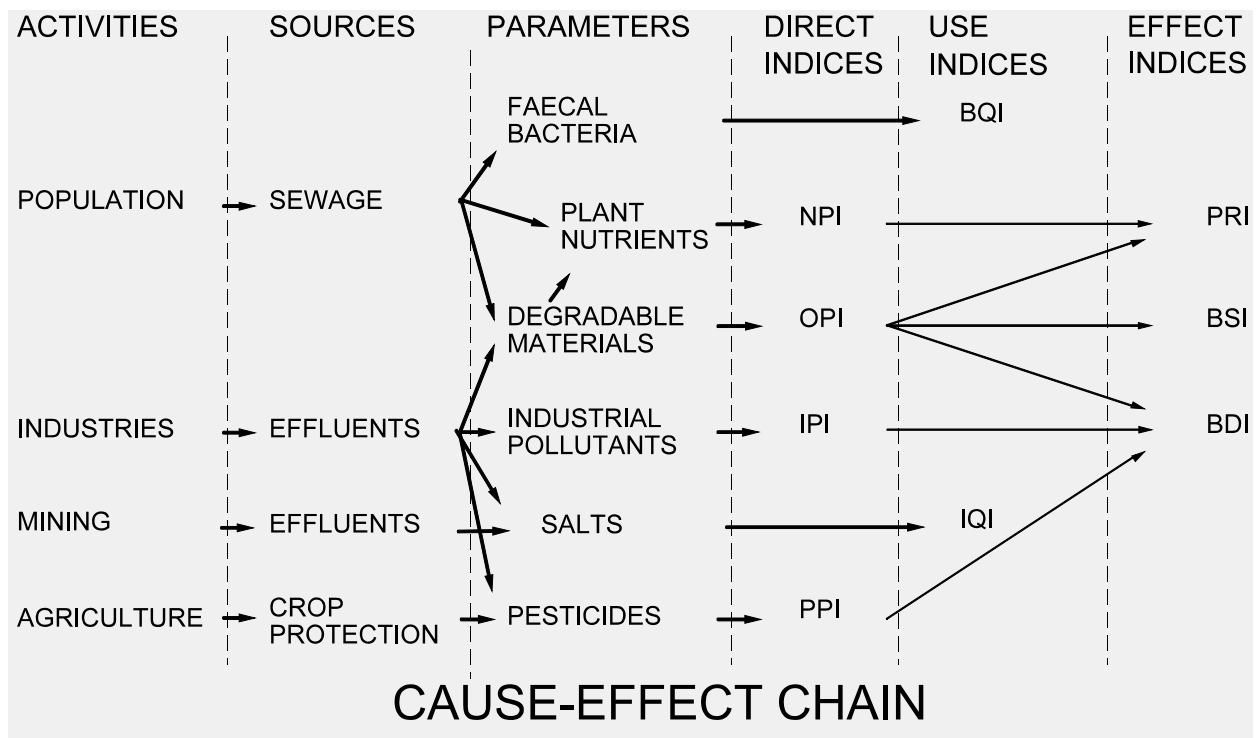 ACTIVITIES
SOURCES
PARAMETERS
DIRECT
INDICES
USE
INDICES
EFFECT
INDICES
FAECAL
BACTERIA
BQI
POPULATION
SEWAGE
PLANT
NUTRIENTS
NPI
PRI
DEGRADABLE
MATERIALS
OPI
BSI
INDUSTRIES
EFFLUENTS
INDUSTRIAL
POLLUTANTS
IPI
BDI
MINING
EFFLUENTS
SALTS
IQI
AGRICULTURE
CROP
PROTECTION
PESTICIDES
PPI
CAUSE-EFFECT CHAIN